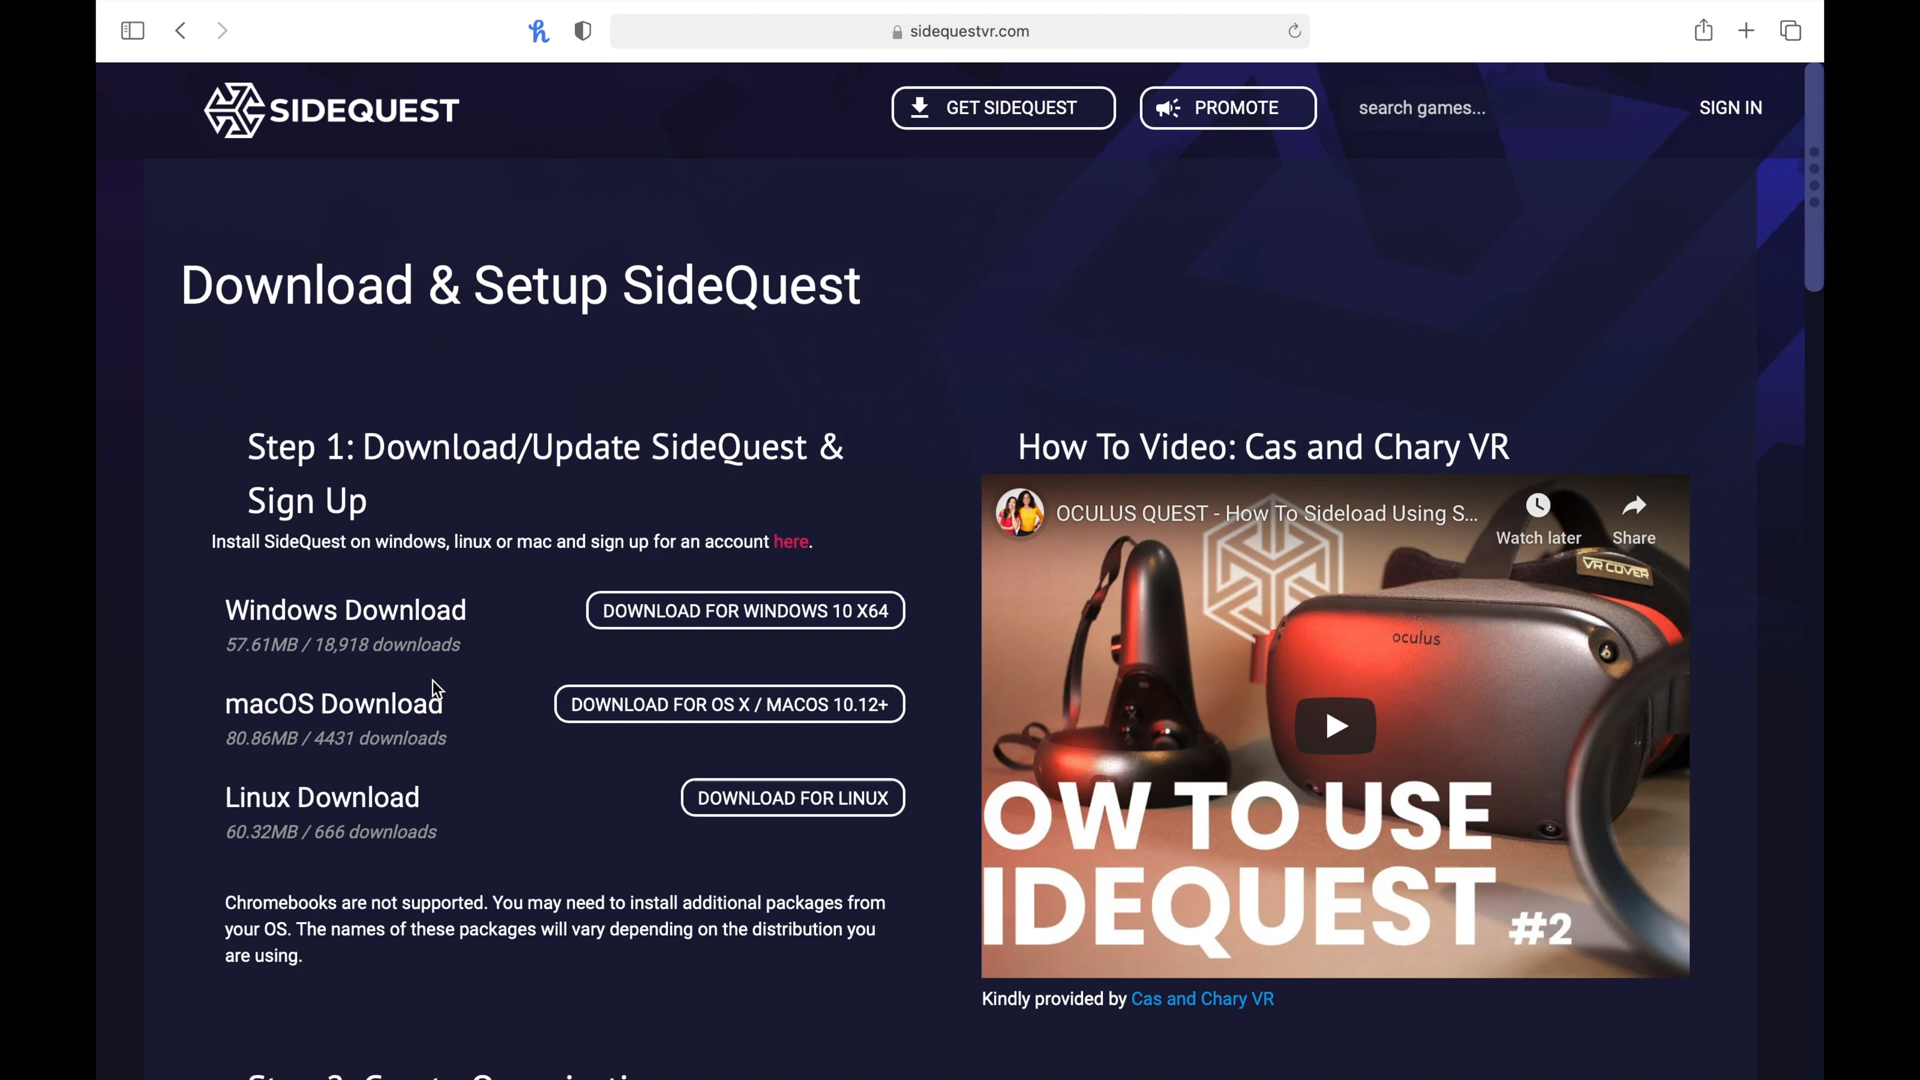 sidequestvr.com
SIDEQUEST
GET SIDEQUEST
PROMOTE
search games...
SIGN IN
Download & Setup SideQuest
Step 1: Download/Update SideQuest &
Sign Up
Install SideQuest on windows, linux or mac and sign up for an account here.
Windows Download
DOWNLOAD FOR WINDOWS 10 X64
57.61MB / 18,918 downloads
macOS Download
DOWNLOAD FOR OS X / MACOS 10.12+
80.86MB / 4431 downloads
Linux Download
DOWNLOAD FOR LINUX
60.32MB / 666 downloads
Chromebooks are not supported. You may need to install additional packages from
your OS. The names of these packages will vary depending on the distribution you
are using.
How To Video: Cas and Chary VR
OCULUS QUEST - How To Sideload Using S...
Watch later
Share
VR COVER
oculus
OW TO USE
IDEQUEST #2
Kindly provided by Cas and Chary VR